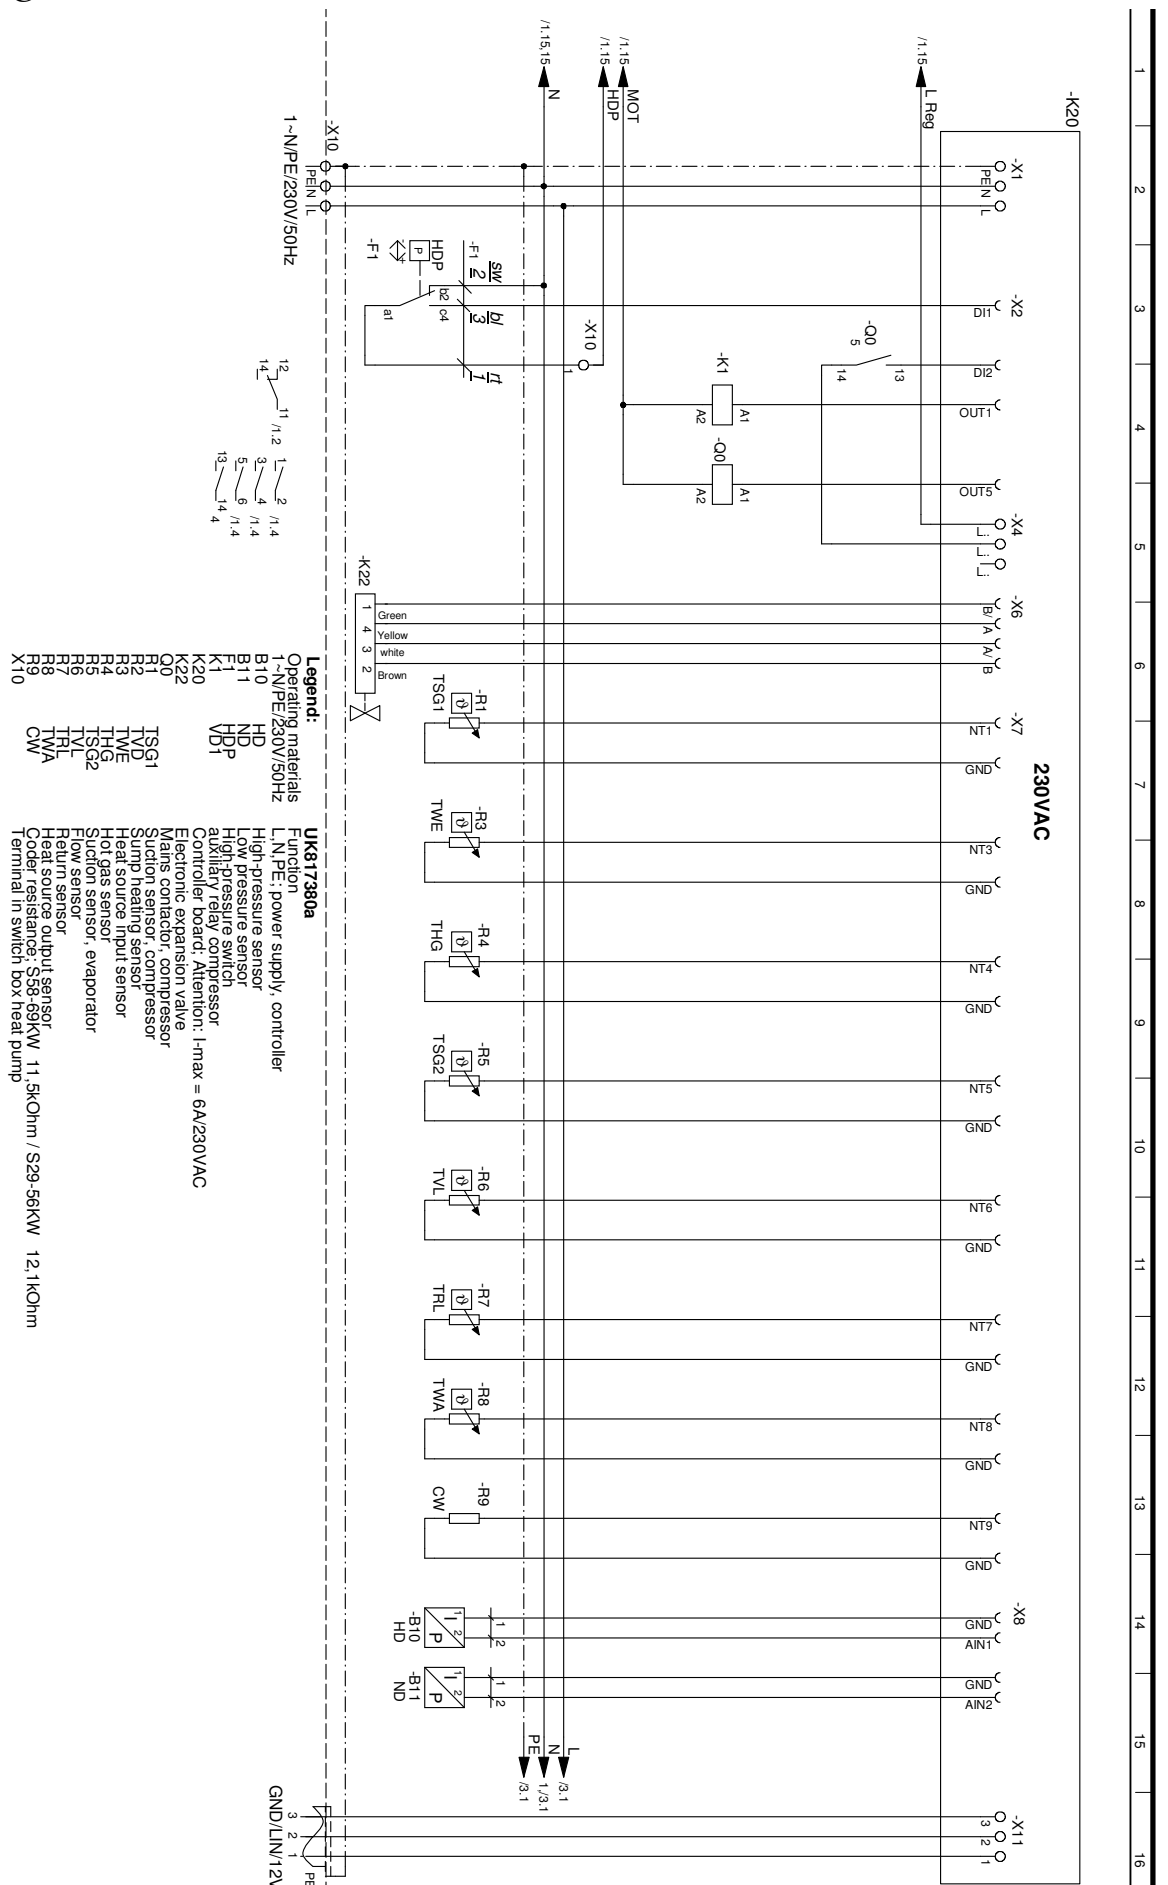 1
2
3
4
5
6
7
8
9
10
11
12
13
14
15
16
-K20
230VAC
-X1
PE
N
L
-X2
DI1
DI2
OUT1
OUT5
-X4
L::
L::
L::
-X6
B/
A
A/
B
-X7
NT1
GND
NT3
GND
NT4
GND
NT5
GND
NT6
GND
NT7
GND
NT8
GND
NT9
GND
-X8
GND
AIN1
GND
AIN2
-X11
3
2
1
/1.15
L Reg
/1.15
MOT
/1.15
HDP
/1.15,15
N
-Q0
5
13
14
-K1
A1
A2
-Q0
A1
A2
-X10
1
sw
2
bl
3
rt
1
-F1
HDP
P
-F1
b2
c4
a1
-K22
1
4
3
2
Green
Yellow
white
Brown
-R1
ϑ
TSG1
-R3
ϑ
TWE
-R4
ϑ
THG
-R5
ϑ
TSG2
-R6
ϑ
TVL
-R7
ϑ
TRL
-R8
ϑ
TWA
-R9
CW
1
2
1
2
I
P
-B10
HD
1
2
1
2
I
P
-B11
ND
L
/3.1
N
1,/3.1
PE
/3.1
-X10
PE
N
L
1~N/PE/230V/50Hz
12
14
11
/1.2
1
2
/1.4
3
4
/1.4
5
6
/1.4
13
14
4
3
2
1
PE
GND/LIN/12V
Legend: UK817380a
Operating materials Function
1~N/PE/230V/50Hz L,N,PE; power supply, controller
B10 HD High-pressure sensor
B11 ND Low pressure sensor
F1 HDP High-pressure switch
K1 VD1 auxiliary relay compressor
K20 Controller board; Attention: I-max = 6A/230VAC
K22 Electronic expansion valve
Q0 Mains contactor, compressor
R1 TSG1 Suction sensor, compressor
R2 TVD Sump heating sensor
R3 TWE Heat source input sensor
R4 THG Hot gas sensor
R5 TSG2 Suction sensor, evaporator
R6 TVL Flow sensor
R7 TRL Return sensor
R8 TWA Heat source output sensor
R9 CW Coder resistance; S58-69KW 11,5kOhm / S29-56KW 12,1kOhm
X10 Terminal in switch box heat pump